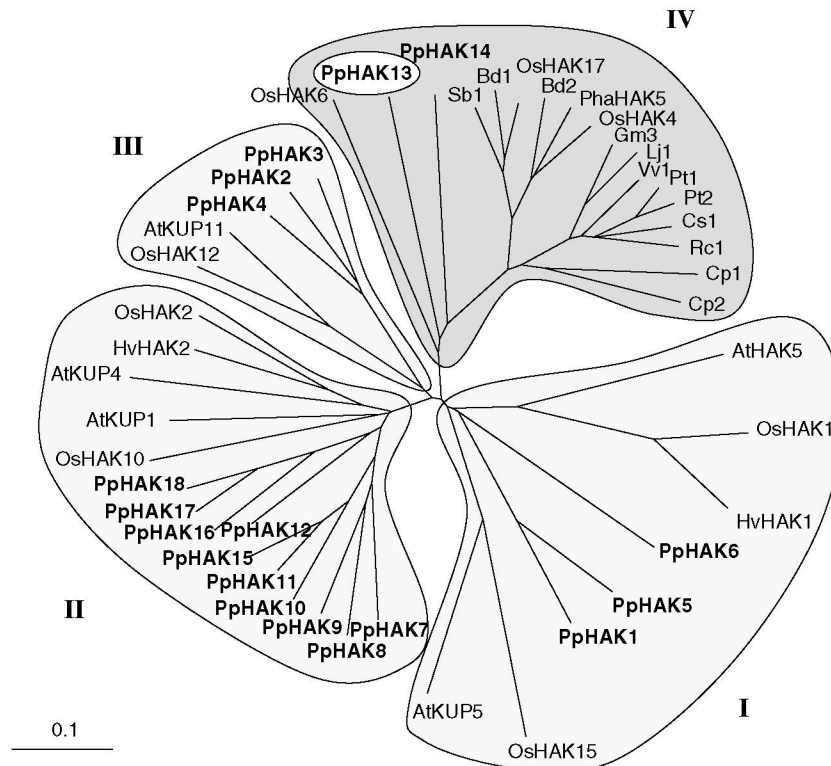 IV
PpHAK14
PpHAK13
OsHAK17
Bd1
Bd2
OsHAK6
Sb1
PhaHAK5
OsHAK4
Gm3
Lj1
Vv1
Pt1
Pt2
Cs1
Rc1
Cp1
Cp2
III
PpHAK3
PpHAK2
PpHAK4
AtKUP11
OsHAK12
OsHAK2
HvHAK2
AtKUP4
AtKUP1
OsHAK10
PpHAK18
PpHAK17
PpHAK16
PpHAK12
PpHAK15
PpHAK11
PpHAK10
PpHAK9
PpHAK7
PpHAK8
II
AtHAK5
OsHAK1
HvHAK1
PpHAK6
PpHAK5
PpHAK1
AtKUP5
OsHAK15
I
0.1